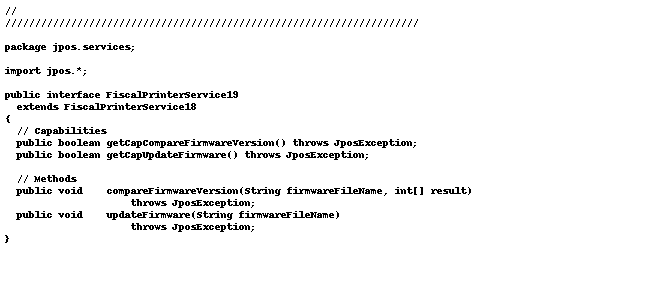 //
/////////////////////////////////////////////////////////////////////

package jpos.services;

import jpos.*;

public interface FiscalPrinterService19
  extends FiscalPrinterService18
{
  // Capabilities
  public boolean getCapCompareFirmwareVersion() throws JposException;
  public boolean getCapUpdateFirmware() throws JposException;

  // Methods
  public void    compareFirmwareVersion(String firmwareFileName, int[] result)
                     throws JposException;
  public void    updateFirmware(String firmwareFileName)
                     throws JposException;
}